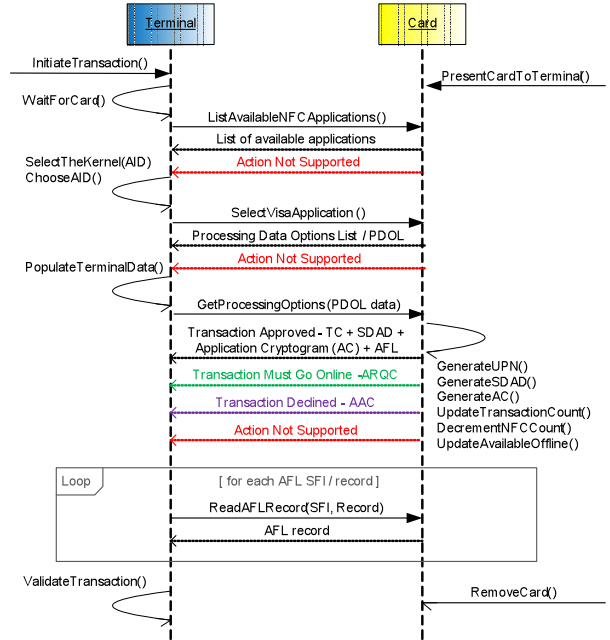 Terminal
Card
InitiateTransaction()
PresentCardToTerminal()
WaitForCard()
ListAvailableNFCApplications()
List of available applications
Action Not Supported
SelectTheKernel(AID)
ChooseAID()
SelectVisaApplication()
Processing Data Options List / PDOL
Action Not Supported
PopulateTerminalData()
GetProcessingOptions(PDOL data)
Transaction Approved - TC + SDAD +
Application Cryptogram (AC) + AFL
Transaction Must Go Online -ARQC
Transaction Declined - AAC
Action Not Supported
GenerateUPN()
GenerateSDAD()
GenerateAC()
UpdateTransactionCount()
DecrementNFCCount()
UpdateAvailableOffline()
Loop
[ for each AFL SFI / record ]
ReadAFLRecord(SFI, Record)
AFL record
ValidateTransaction()
RemoveCard()